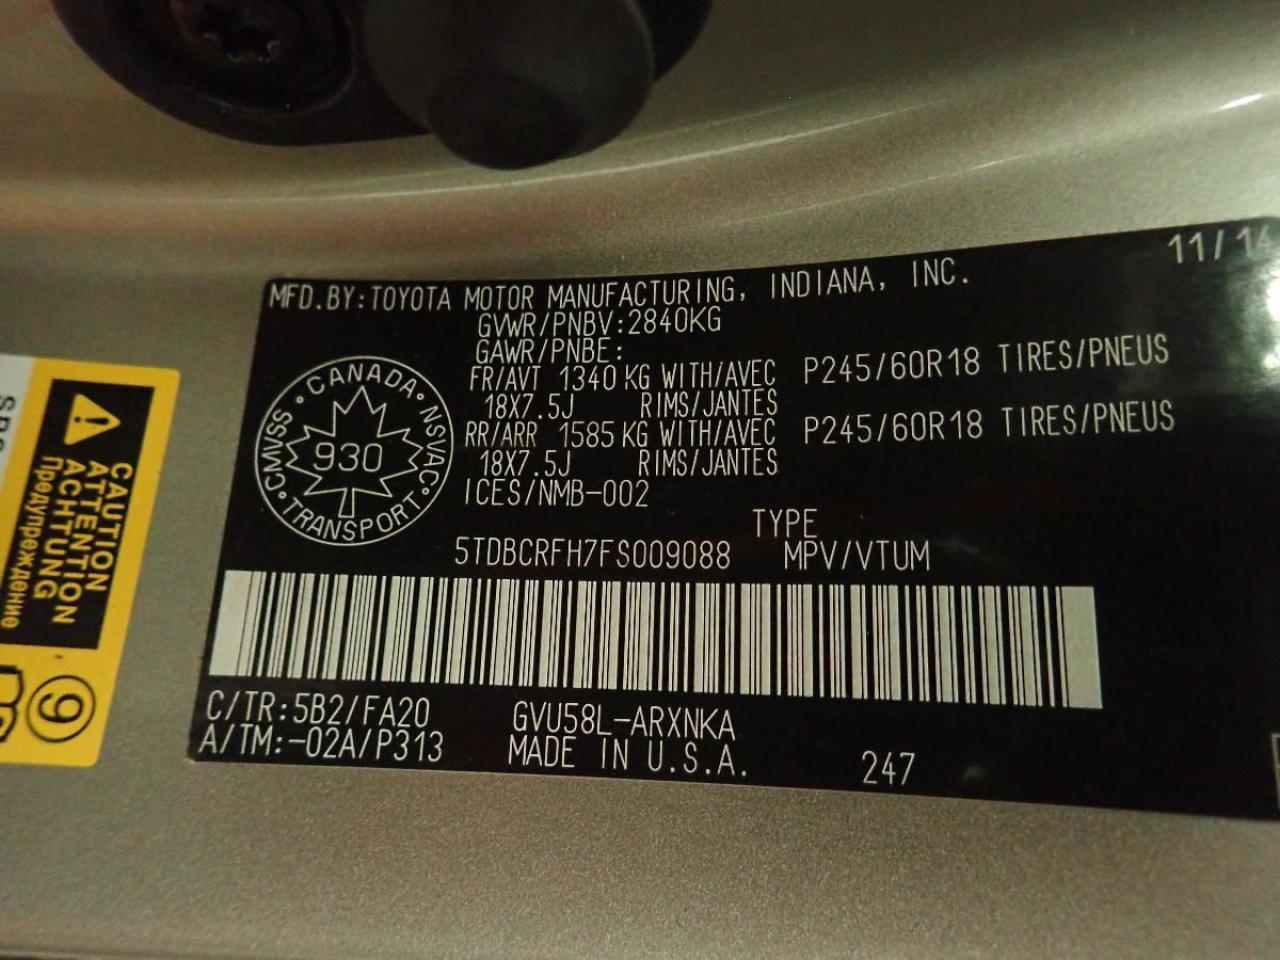 11/14
MFD.BY:TOYOTA MOTOR MANUFACTURING, INDIANA, INC.
GVWR/PNBV:2840KG
GAWR/PNBE:
FR/AVT 1340 KG WITH/AVEC P245/60R18 TIRES/PNEUS
18X7.5J RIMS/JANTES
RR/ARR 1585 KG WITH/AVEC P245/60R18 TIRES/PNEUS
18X7.5J RIMS/JANTES
ICES/NMB-002
CANADA · NSVAC · TRANSPORT · CMVSS ·
930
TYPE
5TDBCRFH7FS009088 MPV/VTUM
C/TR:5B2/FA20 GVU58L-ARXNKA
A/TM:-02A/P313 MADE IN U.S.A. 247
CAUTION
ATTENTION
ACHTUNG
Предупреждение
9